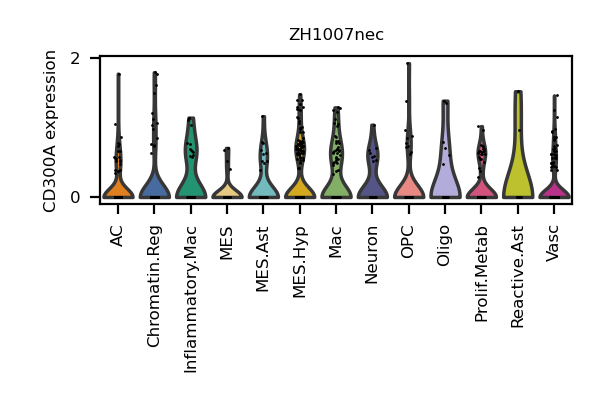 ZH1007nec
CD300A expression
2
0
AC
Chromatin.Reg
Inflammatory.Mac
MES
MES.Ast
MES.Hyp
Mac
Neuron
OPC
Oligo
Prolif.Metab
Reactive.Ast
Vasc